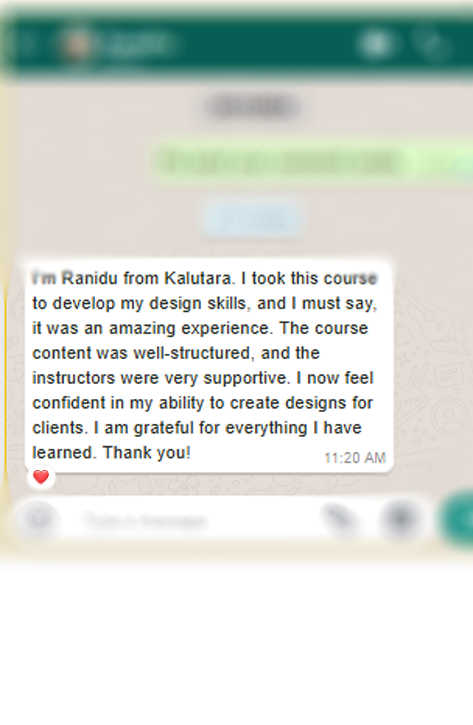 I'm Ranidu from Kalutara. I took this course
to develop my design skills, and I must say,
it was an amazing experience. The course
content was well-structured, and the
instructors were very supportive. I now feel
confident in my ability to create designs for
clients. I am grateful for everything I have
learned. Thank you!
11:20 AM
Type a message